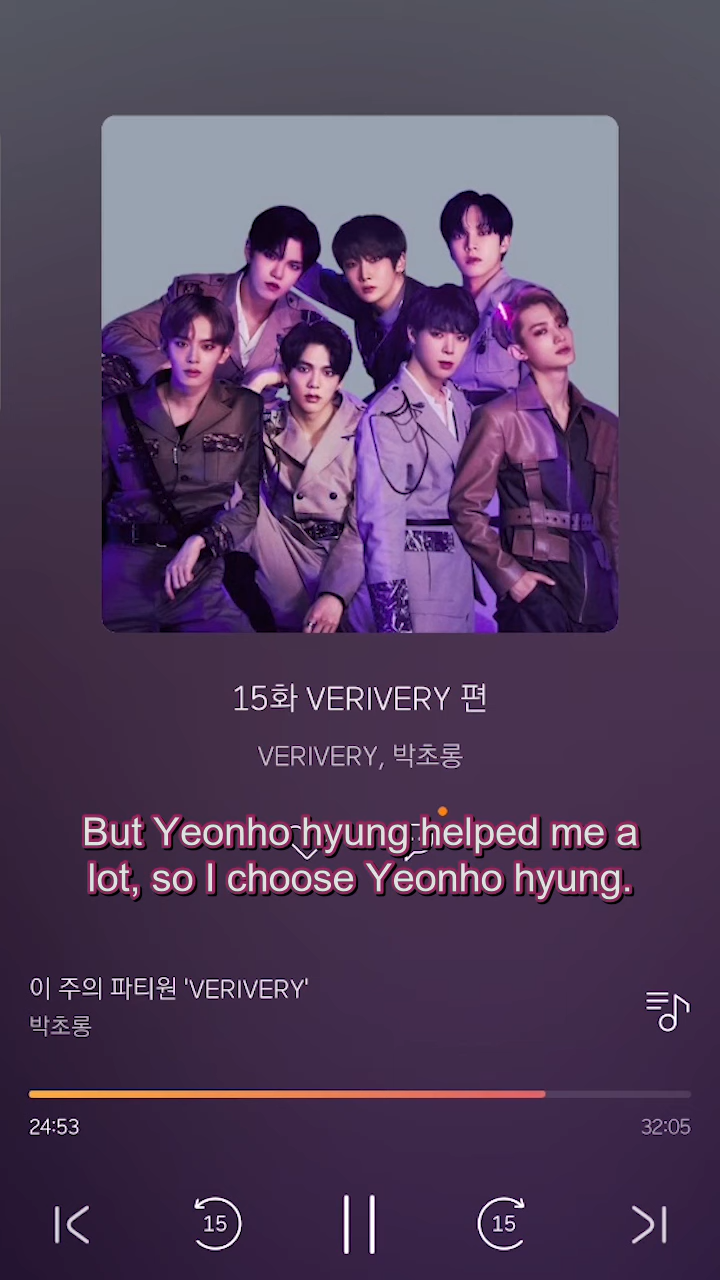 15화 VERIVERY 편
VERIVERY, 박초롱
But Yeonho hyung helped me a
lot, so I choose Yeonho hyung.
이 주의 파티원 'VERIVERY'
박초롱
24:53
32:05
15
15